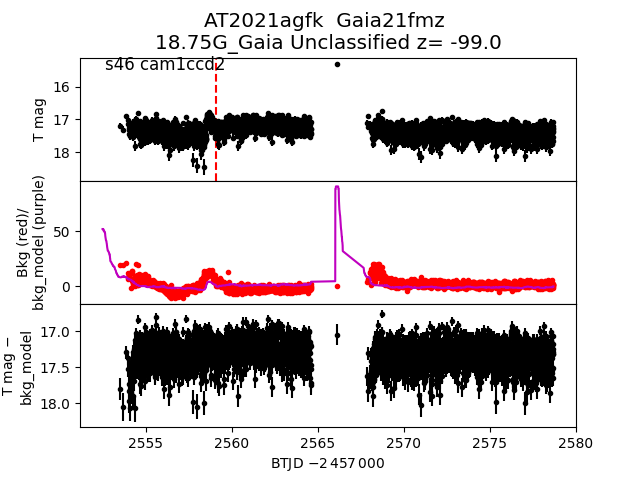 AT2021agfk  Gaia21fmz
18.75G_Gaia Unclassified z= -99.0
s46 cam1ccd2
16
17
18
T mag
50
0
Bkg (red)/
bkg_model (purple)
17.0
17.5
18.0
T mag −
bkg_model
2555 2560 2565 2570 2575 2580
BTJD −2 457 000